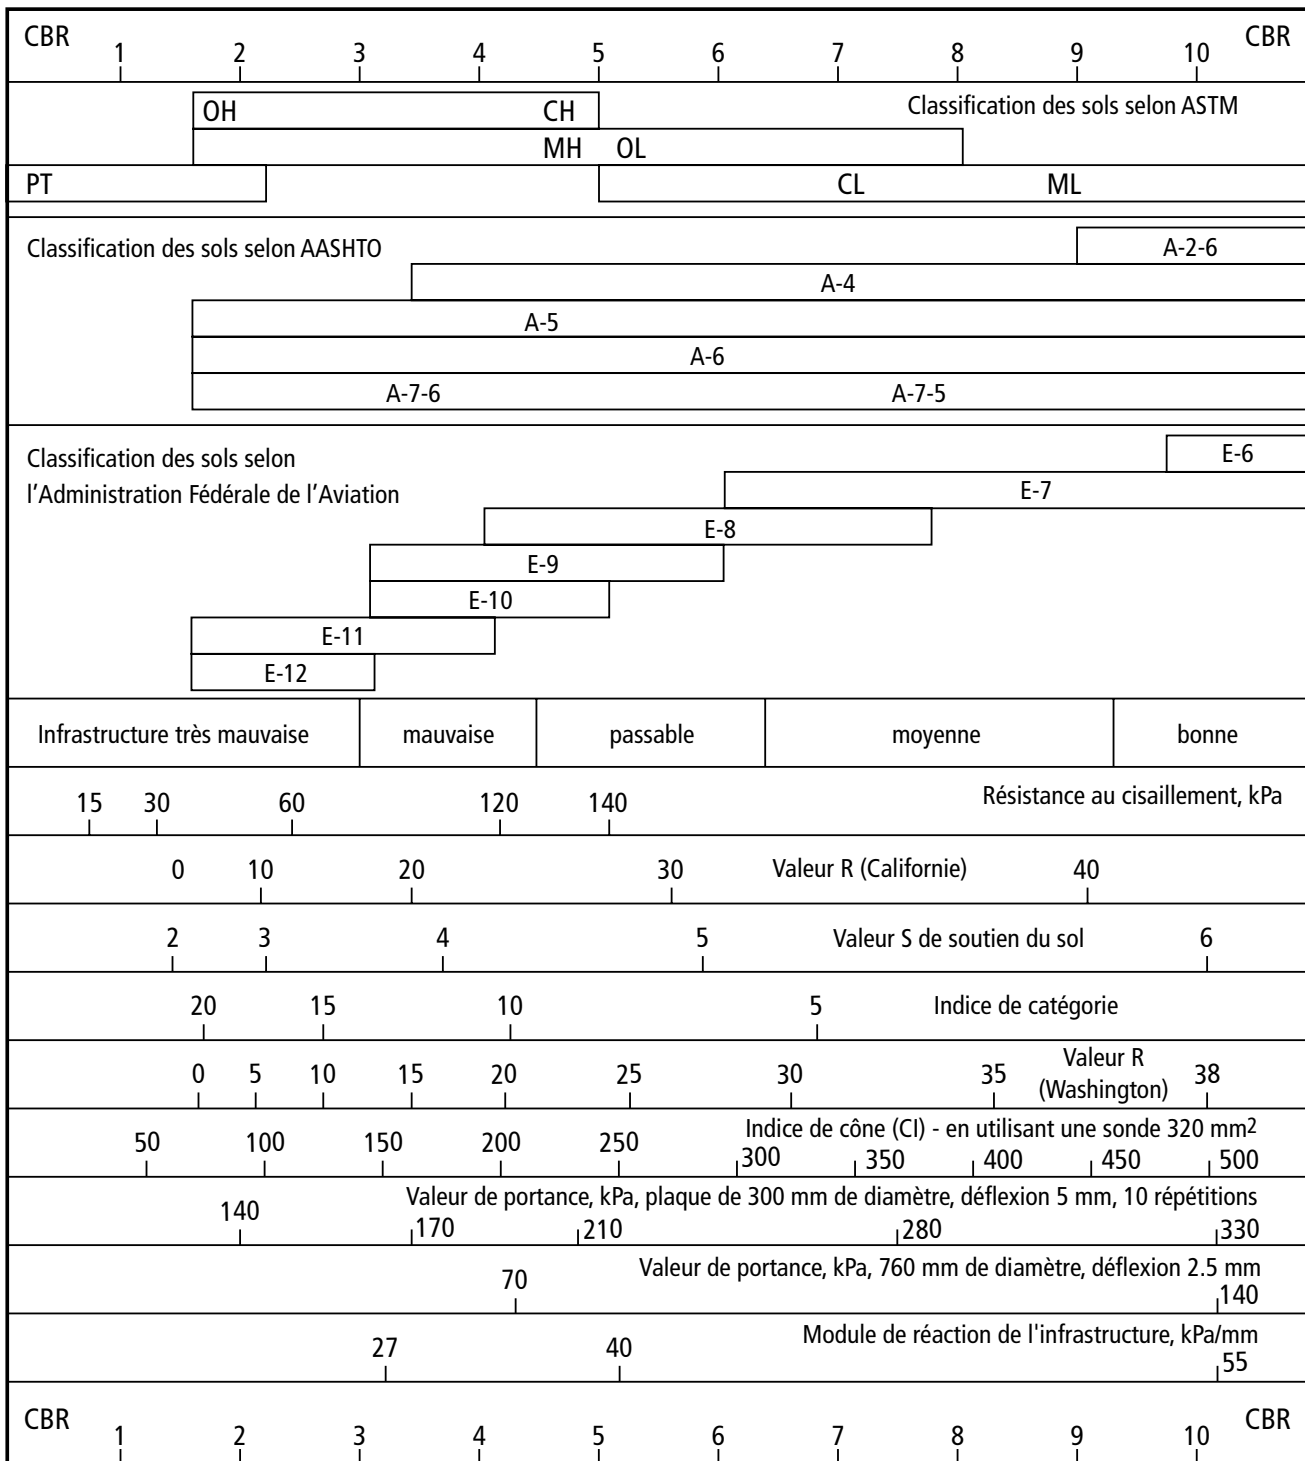 CBR 1 2 3 4 5 6 7 8 9 10 CBR
OH CH Classification des sols selon ASTM
MH OL
PT CL ML
Classification des sols selon AASHTO A-2-6
A-4
A-5
A-6
A-7-6 A-7-5
Classification des sols selon E-6
l'Administration Fédérale de l'Aviation E-7
E-8
E-9
E-10
E-11
E-12
Infrastructure très mauvaise mauvaise passable moyenne bonne
15 30 60 120 140 Résistance au cisaillement, kPa
0 10 20 30 Valeur R (Californie) 40
2 3 4 5 Valeur S de soutien du sol 6
20 15 10 5 Indice de catégorie
Valeur R
0 5 10 15 20 25 30 35 (Washington) 38
Indice de cône (CI) - en utilisant une sonde 320 mm2
50 100 150 200 250 300 350 400 450 500
Valeur de portance, kPa, plaque de 300 mm de diamètre, déflexion 5 mm, 10 répétitions
140 170 210 280 330
Valeur de portance, kPa, 760 mm de diamètre, déflexion 2.5 mm
70 140
Module de réaction de l'infrastructure, kPa/mm
27 40 55
CBR 1 2 3 4 5 6 7 8 9 10 CBR